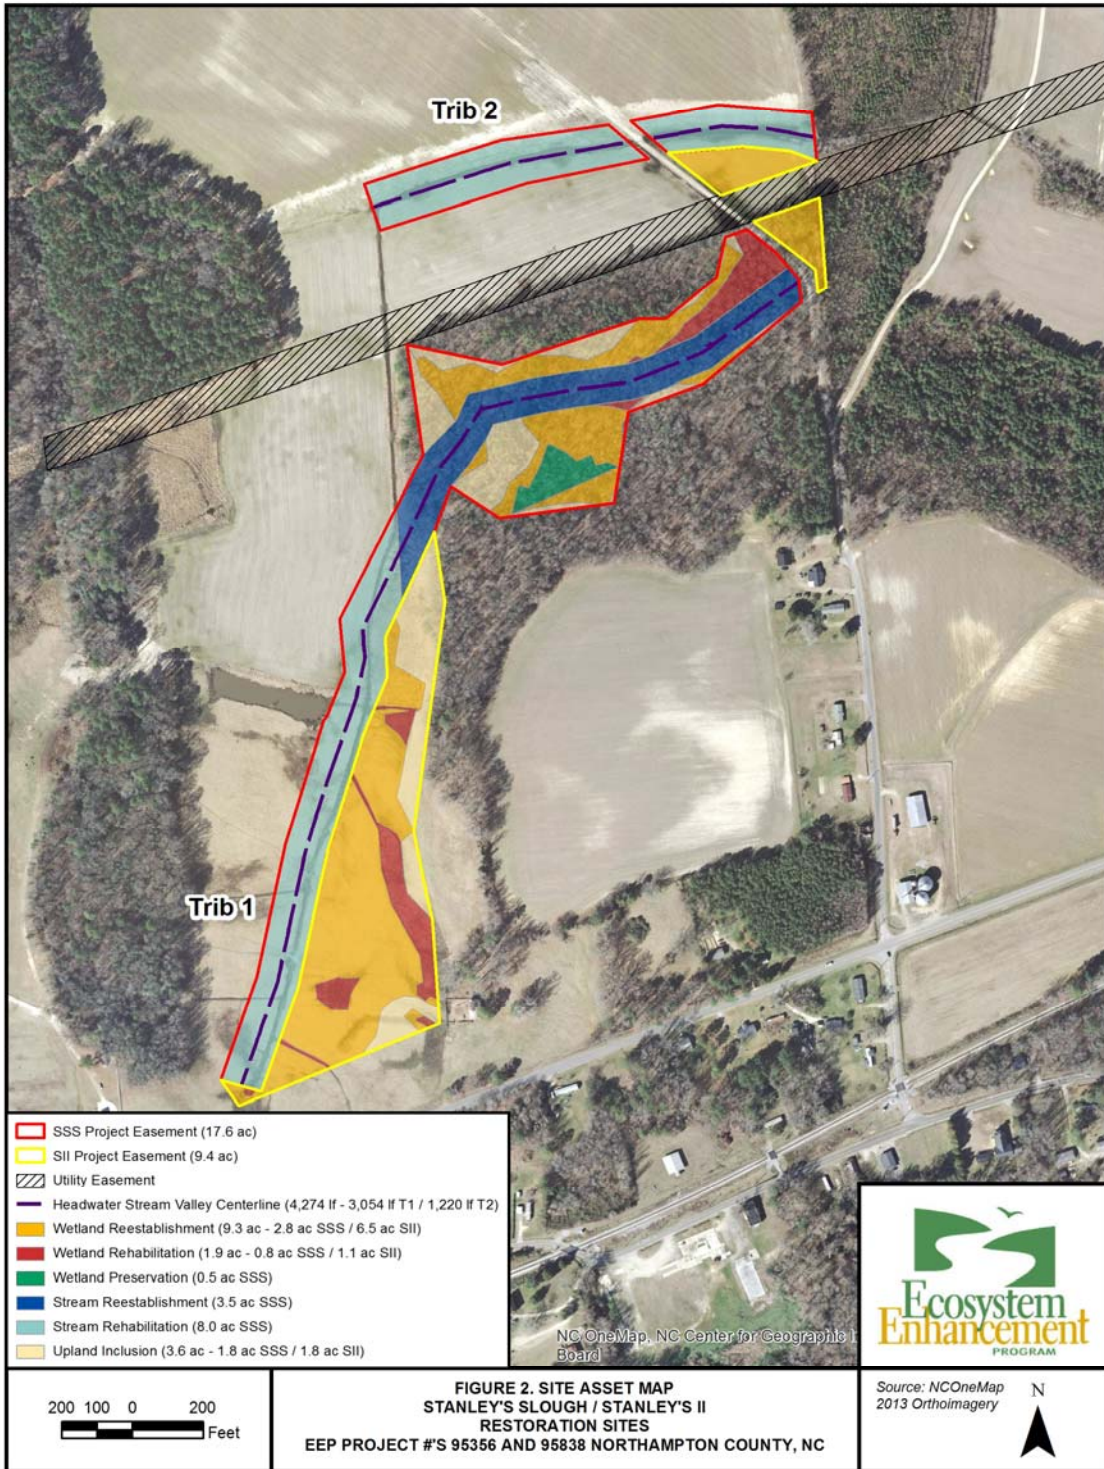 Trib 2
Trib 1
SSS Project Easement (17.6 ac)
SII Project Easement (9.4 ac)
Utility Easement
Headwater Stream Valley Centerline (4,274 lf - 3,054 lf T1 / 1,220 lf T2)
Wetland Reestablishment (9.3 ac - 2.8 ac SSS / 6.5 ac SII)
Wetland Rehabilitation (1.9 ac - 0.8 ac SSS / 1.1 ac SII)
Wetland Preservation (0.5 ac SSS)
Stream Reestablishment (3.5 ac SSS)
Stream Rehabilitation (8.0 ac SSS)
Upland Inclusion (3.6 ac - 1.8 ac SSS / 1.8 ac SII)
NC OneMap, NC Center for Geographic
Board
Ecosystem
Enhancement
PROGRAM
200 100 0 200
Feet
FIGURE 2. SITE ASSET MAP
STANLEY'S SLOUGH / STANLEY'S II
RESTORATION SITES
EEP PROJECT #'S 95356 AND 95838 NORTHAMPTON COUNTY, NC
Source: NCOneMap
2013 Orthoimagery
N